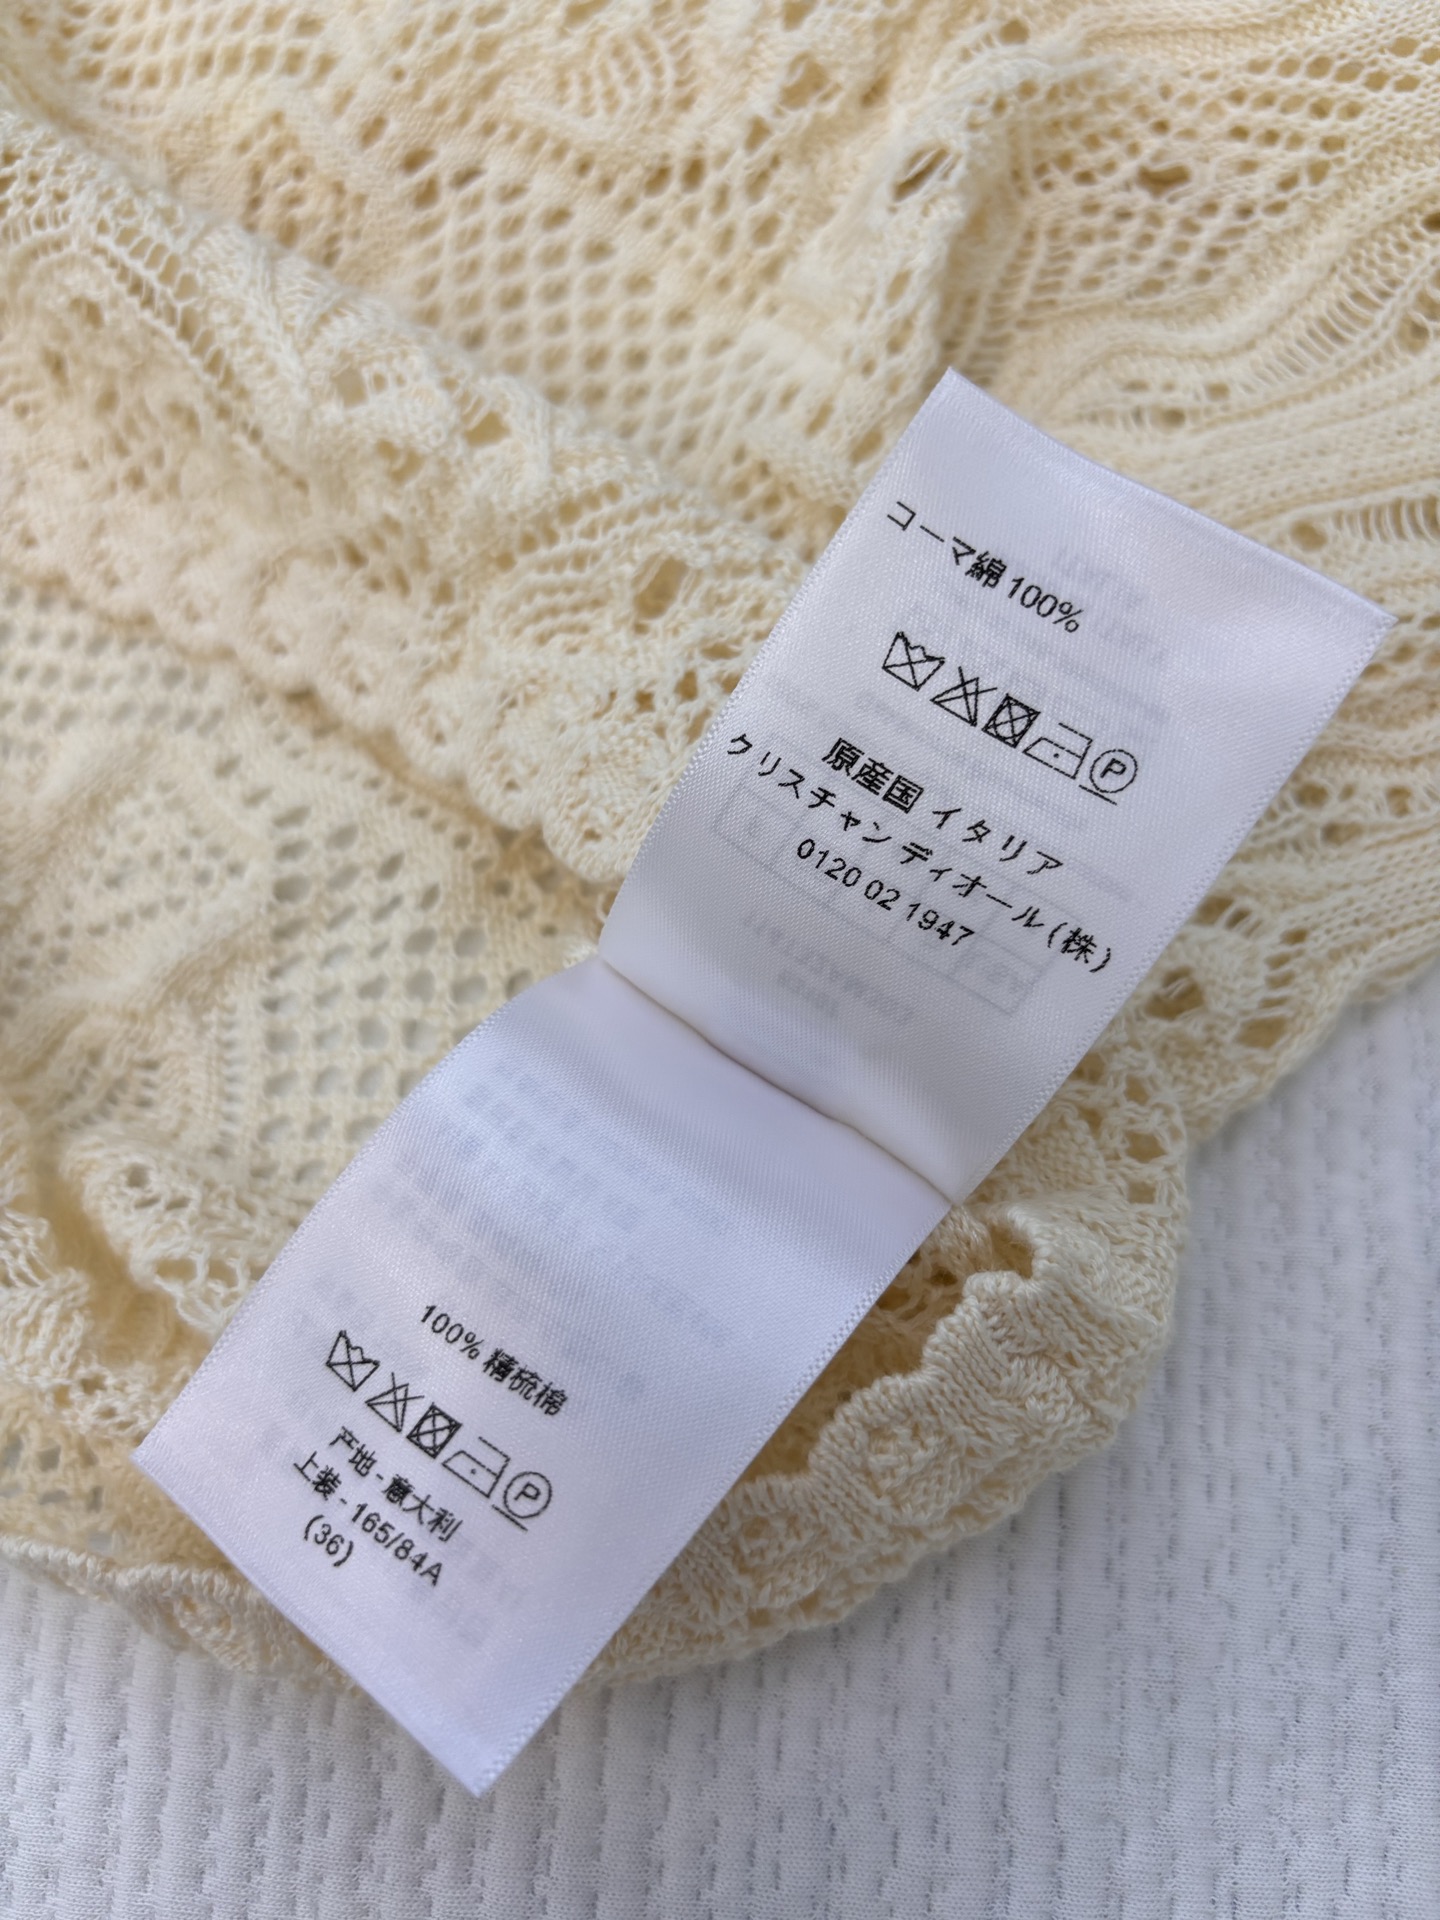 コーマ綿 100%
P
原産国 イタリア
クリスチャン ディオール (株)
0120 02 1947
100% 精梳棉
P
产地 - 意大利
上装 - 165/84A
(36)